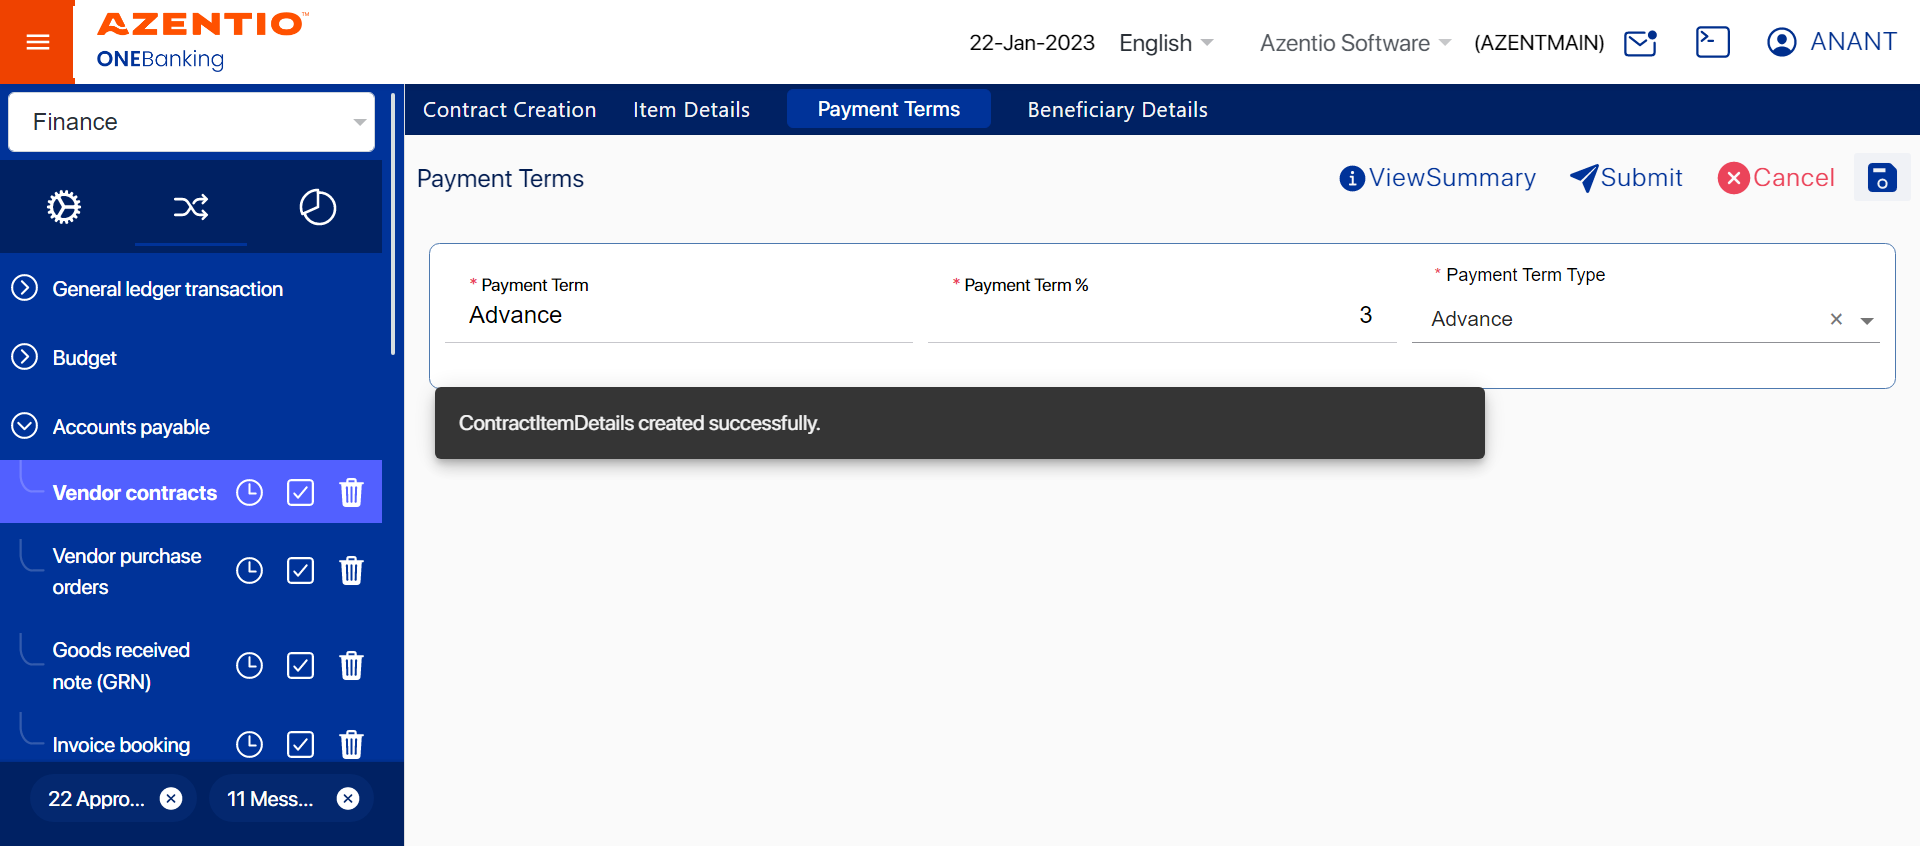 AZENTIO™
ONEBanking
22-Jan-2023 English Azentio Software (AZENTMAIN) ANANT
Finance
General ledger transaction
Budget
Accounts payable
Vendor contracts
Vendor purchase
orders
Goods received
note (GRN)
Invoice booking
22 Appro...
11 Mess...
Contract Creation Item Details Payment Terms Beneficiary Details
Payment Terms
ViewSummary Submit Cancel
* Payment Term
Advance
* Payment Term %
3
* Payment Term Type
Advance
ContractItemDetails created successfully.